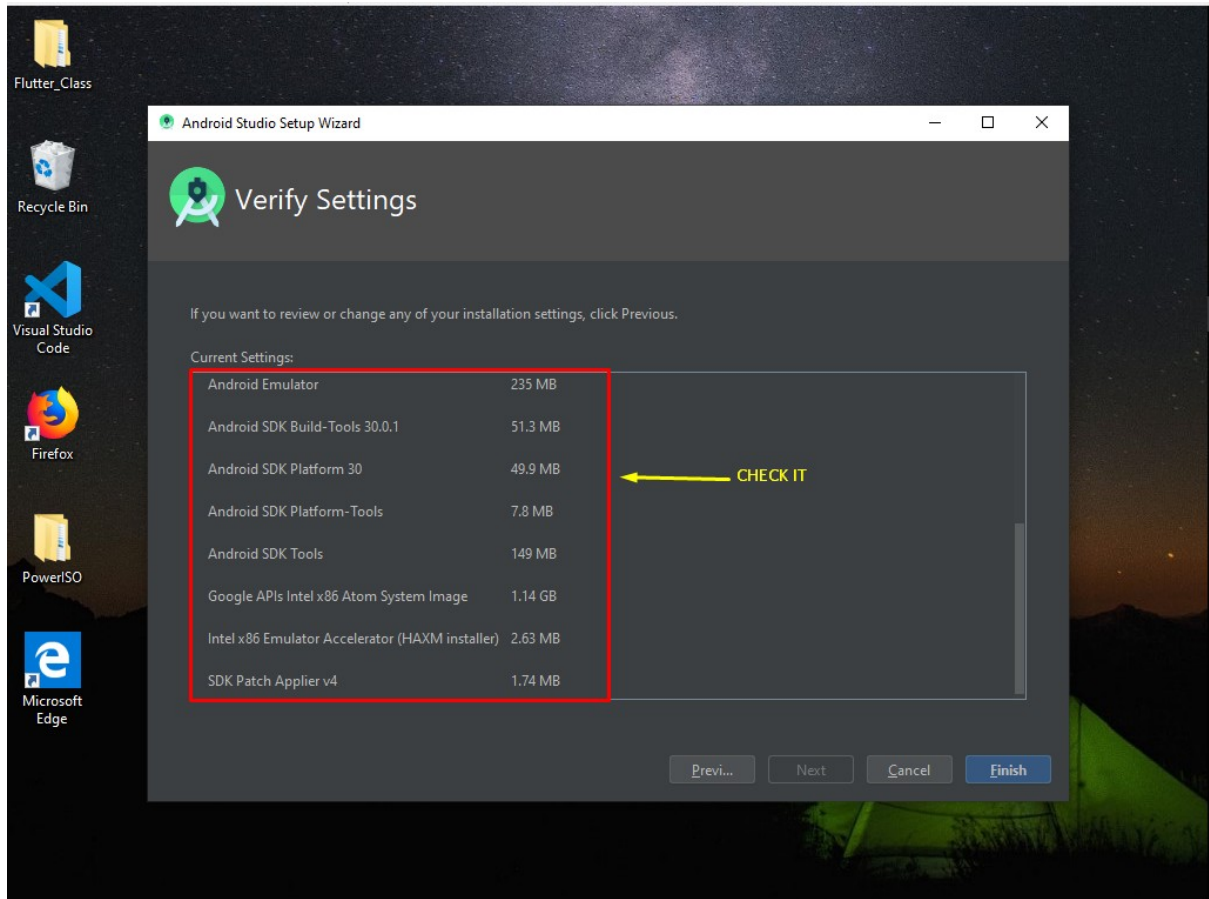 Flutter_Class
Recycle Bin
Visual Studio
Code
Firefox
PowerISO
Microsoft
Edge
Android Studio Setup Wizard
Verify Settings
If you want to review or change any of your installation settings, click Previous.
Current Settings:
Android Emulator 235 MB
Android SDK Build-Tools 30.0.1 51.3 MB
Android SDK Platform 30 49.9 MB
CHECK IT
Android SDK Platform-Tools 7.8 MB
Android SDK Tools 149 MB
Google APIs Intel x86 Atom System Image 1.14 GB
Intel x86 Emulator Accelerator (HAXM installer) 2.63 MB
SDK Patch Applier v4 1.74 MB
Previ... Next Cancel Finish